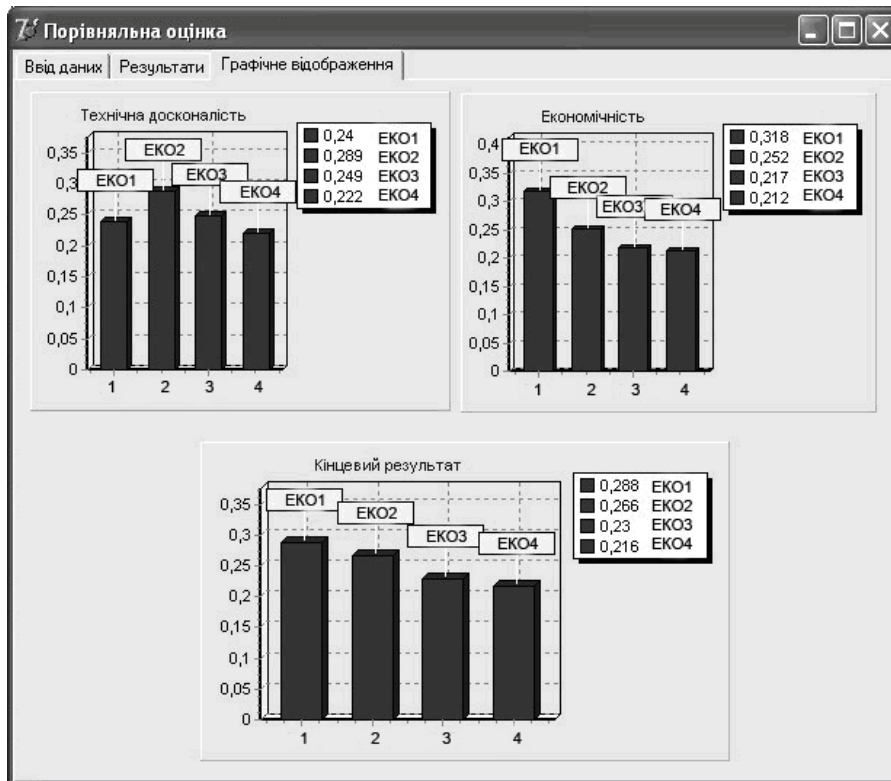 Порівняльна оцінка
Ввід даних Результати Графічне відображення
Технічна досконалість
0,35
0,3
0,25
0,2
0,15
0,1
0,05
0
ЕКО1
ЕКО2
ЕКО3
ЕКО4
1 2 3 4
0,24 ЕКО1
0,289 ЕКО2
0,249 ЕКО3
0,222 ЕКО4
Економічність
0,4
0,35
0,3
0,25
0,2
0,15
0,1
0,05
0
ЕКО1
ЕКО2
ЕКО3
ЕКО4
1 2 3 4
0,318 ЕКО1
0,252 ЕКО2
0,217 ЕКО3
0,212 ЕКО4
Кінцевий результат
0,35
0,3
0,25
0,2
0,15
0,1
0,05
0
ЕКО1
ЕКО2
ЕКО3
ЕКО4
1 2 3 4
0,288 ЕКО1
0,266 ЕКО2
0,23 ЕКО3
0,216 ЕКО4